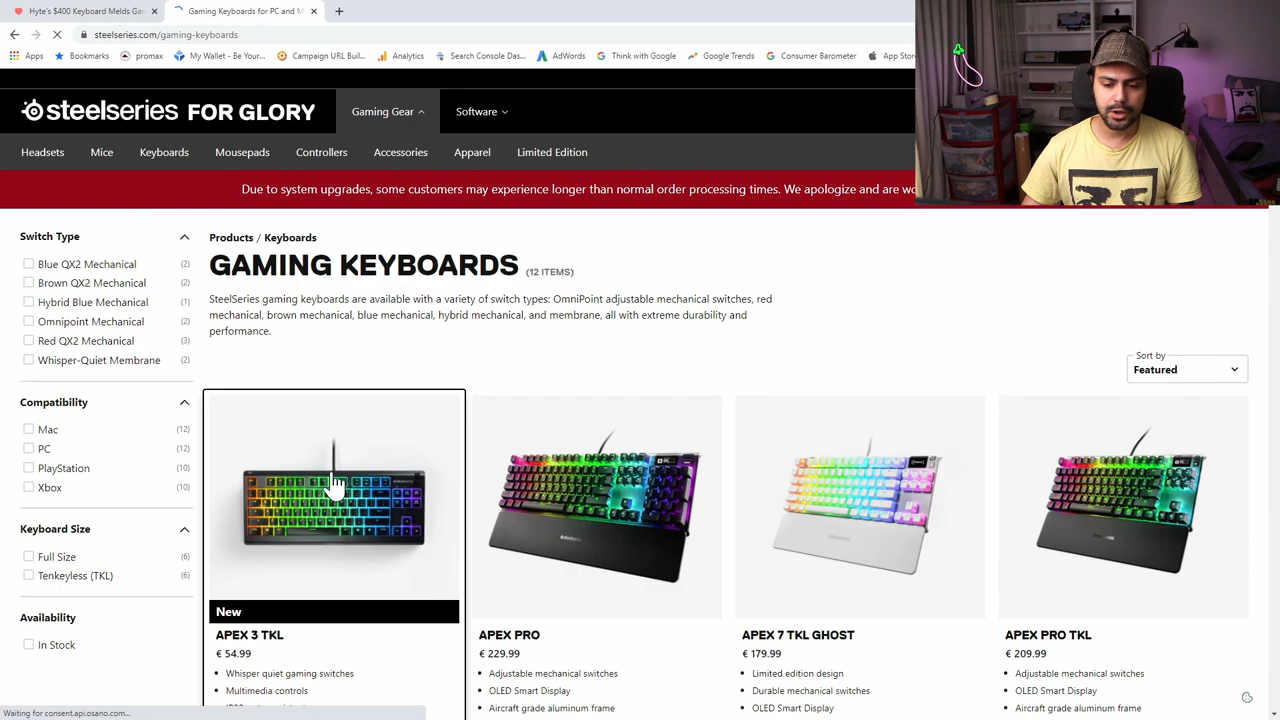 Hyte's $400 Keyboard Melds Ga
Gaming Keyboards for PC and M
steelseries.com/gaming-keyboards
Apps
Bookmarks
promax
My Wallet - Be Your...
Campaign URL Buil...
Analytics
Search Console Das...
AdWords
Think with Google
Google Trends
Consumer Barometer
App Store
steelseries FOR GLORY
Gaming Gear
Software
Headsets
Mice
Keyboards
Mousepads
Controllers
Accessories
Apparel
Limited Edition
Due to system upgrades, some customers may experience longer than normal order processing times. We apologize and are wo
Switch Type
Blue QX2 Mechanical (2)
Brown QX2 Mechanical (2)
Hybrid Blue Mechanical (1)
Omnipoint Mechanical (2)
Red QX2 Mechanical (3)
Whisper-Quiet Membrane (2)
Compatibility
Mac (12)
PC (12)
PlayStation (10)
Xbox (10)
Keyboard Size
Full Size (6)
Tenkeyless (TKL) (6)
Availability
In Stock
Products / Keyboards
GAMING KEYBOARDS (12 ITEMS)
SteelSeries gaming keyboards are available with a variety of switch types: OmniPoint adjustable mechanical switches, red
mechanical, brown mechanical, blue mechanical, hybrid mechanical, and membrane, all with extreme durability and
performance.
Sort by
Featured
New
APEX 3 TKL
€ 54.99
Whisper quiet gaming switches
Multimedia controls
APEX PRO
€ 229.99
Adjustable mechanical switches
OLED Smart Display
Aircraft grade aluminum frame
APEX 7 TKL GHOST
€ 179.99
Limited edition design
Durable mechanical switches
OLED Smart Display
APEX PRO TKL
€ 209.99
Adjustable mechanical switches
OLED Smart Display
Aircraft grade aluminum frame
Waiting for consent.api.osano.com...